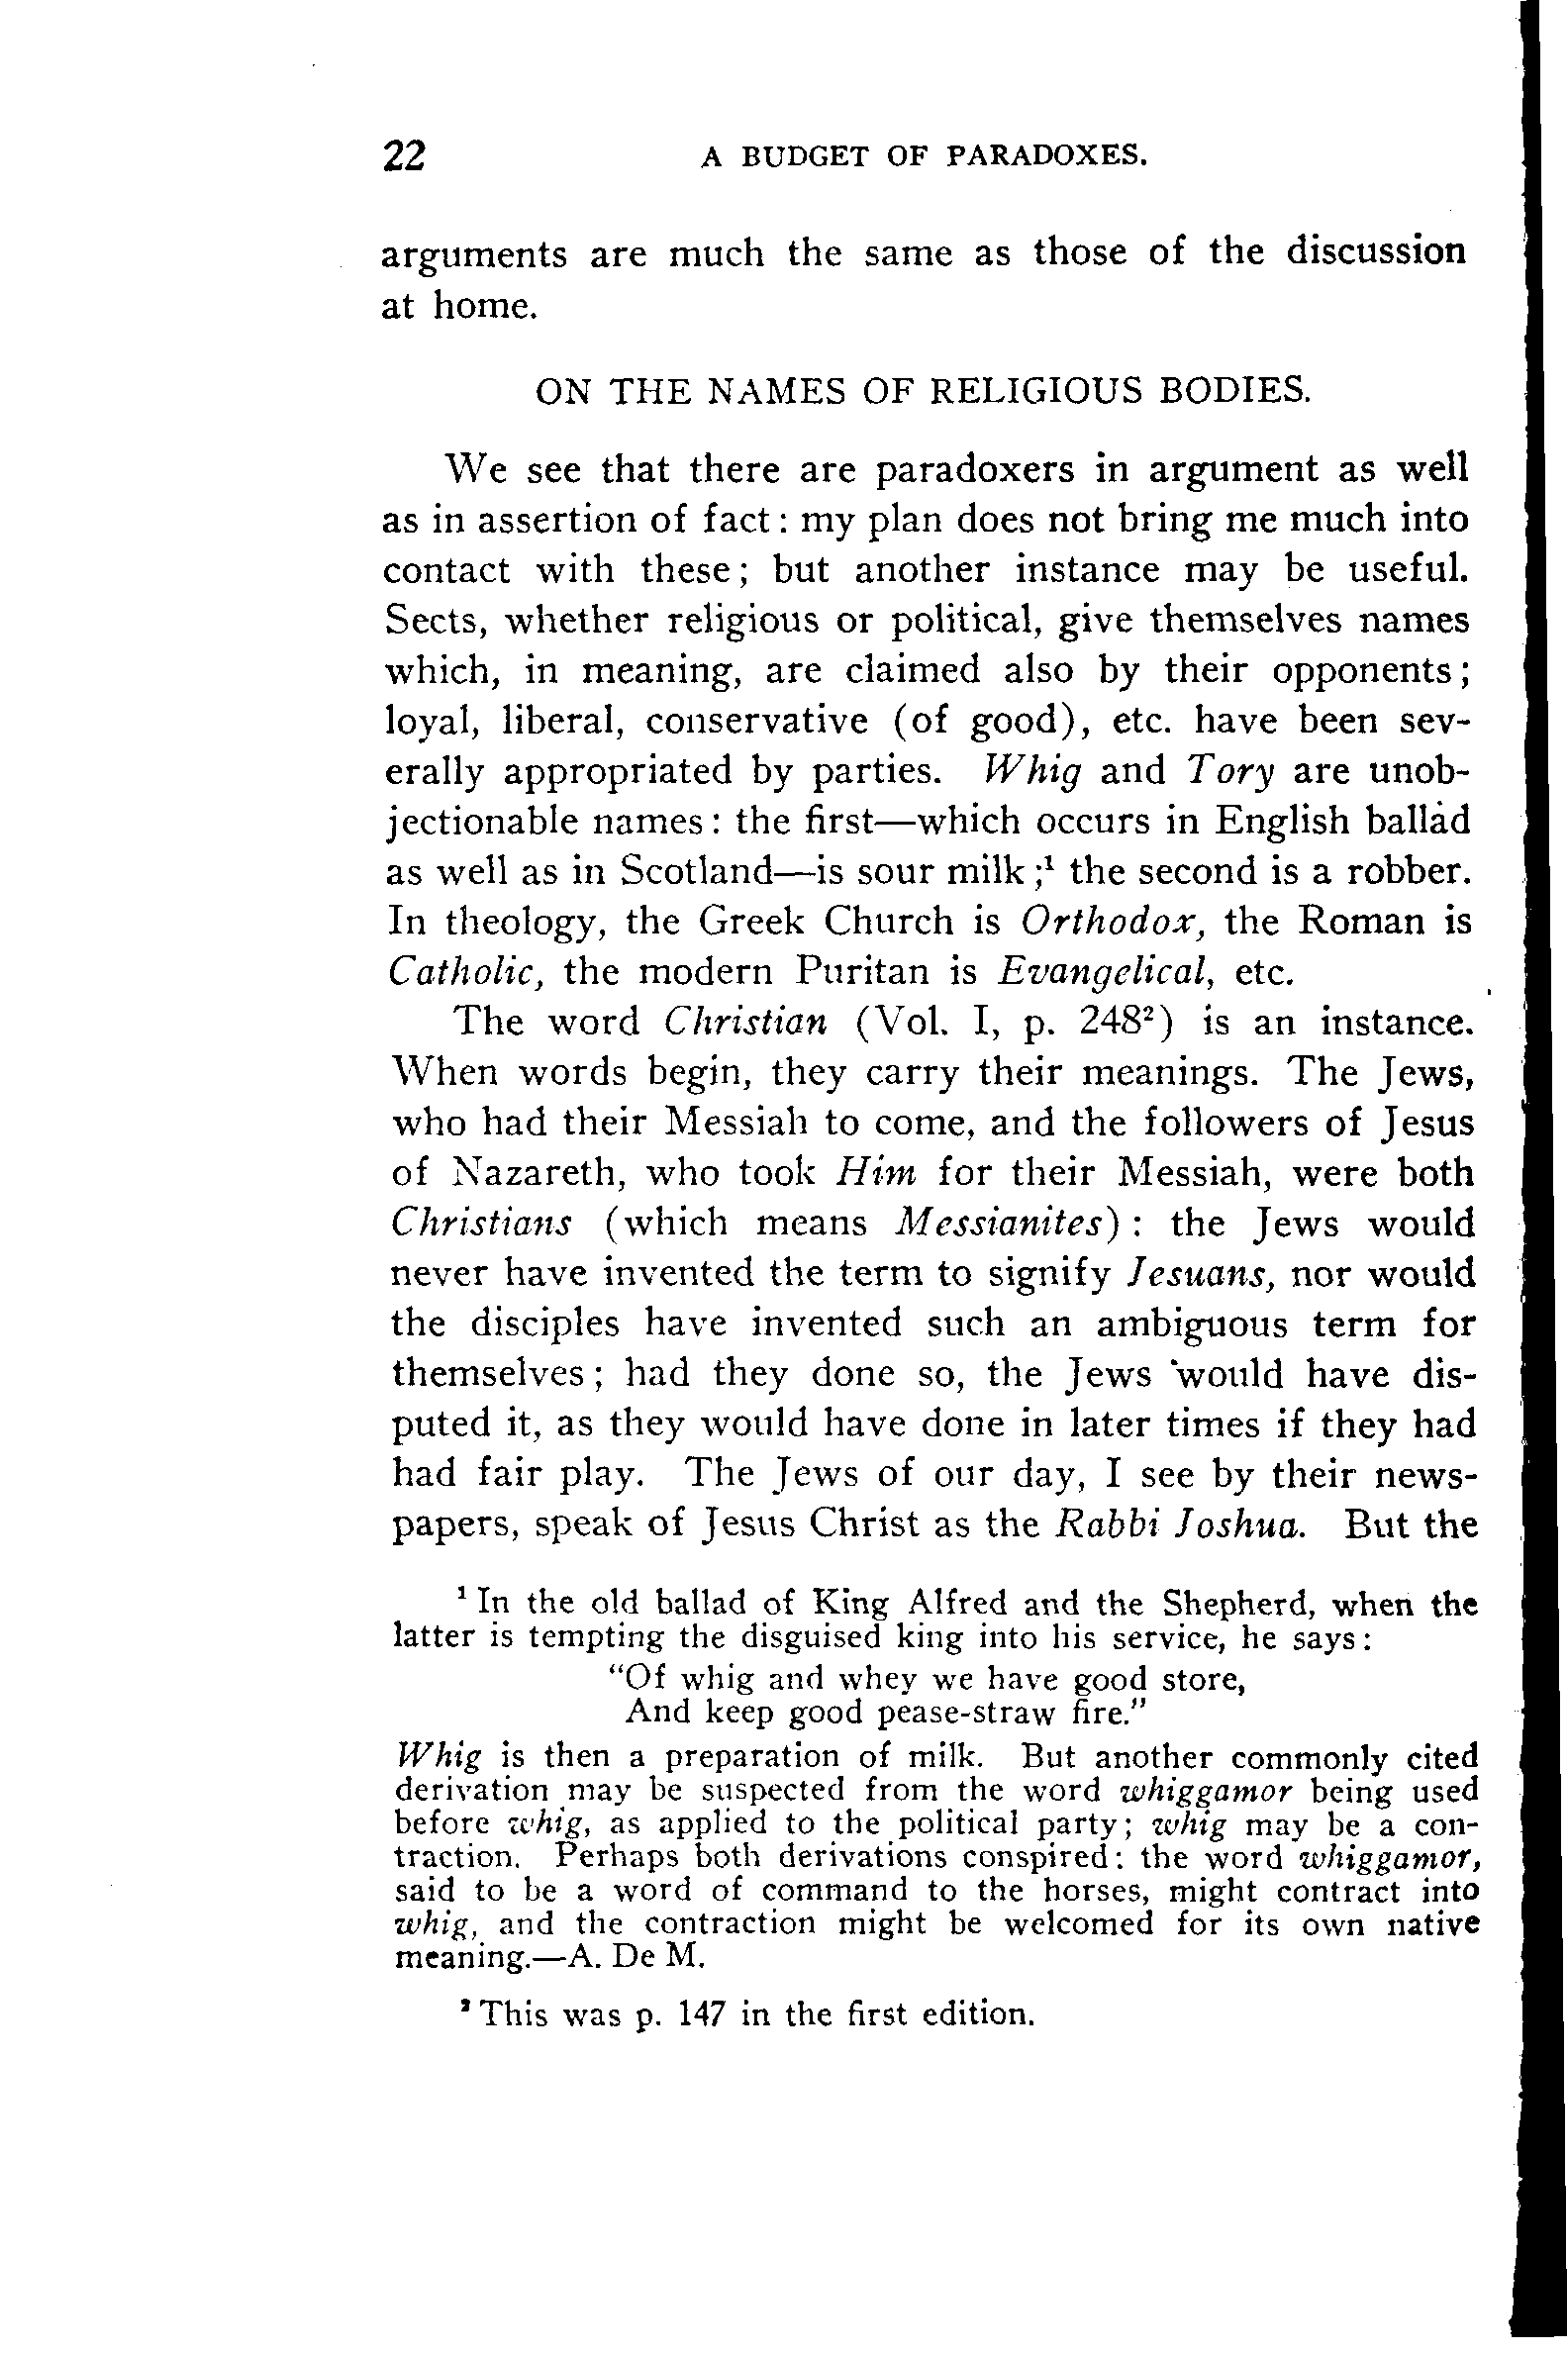 22 A BUDGET OF PARADOXES.
arguments are much the same as those of the discussion
at home.
ON THE NAMES OF RELIGIOUS BODIES.
We see that there are paradoxers in argument as well
as in assertion of fact: my plan does not bring me much into
contact with these; but another instance may be useful.
Sects, whether religious or political, give themselves names
which, in meaning, are claimed also by their opponents;
loyal, liberal, conservative (of good), etc. have been sev-
erally appropriated by parties. Whig and Tory are unob-
jectionable names: the first—which occurs in English ballad
as well as in Scotland—is sour milk;¹ the second is a robber.
In theology, the Greek Church is Orthodox, the Roman is
Catholic, the modern Puritan is Evangelical, etc.
The word Christian (Vol. I, p. 248²) is an instance.
When words begin, they carry their meanings. The Jews,
who had their Messiah to come, and the followers of Jesus
of Nazareth, who took Him for their Messiah, were both
Christians (which means Messianites): the Jews would
never have invented the term to signify Jesuans, nor would
the disciples have invented such an ambiguous term for
themselves; had they done so, the Jews would have dis-
puted it, as they would have done in later times if they had
had fair play. The Jews of our day, I see by their news-
papers, speak of Jesus Christ as the Rabbi Joshua. But the
¹ In the old ballad of King Alfred and the Shepherd, when the
latter is tempting the disguised king into his service, he says:
"Of whig and whey we have good store,
And keep good pease-straw fire."
Whig is then a preparation of milk. But another commonly cited
derivation may be suspected from the word whiggamor being used
before whig, as applied to the political party; whig may be a con-
traction. Perhaps both derivations conspired: the word whiggamor,
said to be a word of command to the horses, might contract into
whig, and the contraction might be welcomed for its own native
meaning.—A. De M.
² This was p. 147 in the first edition.